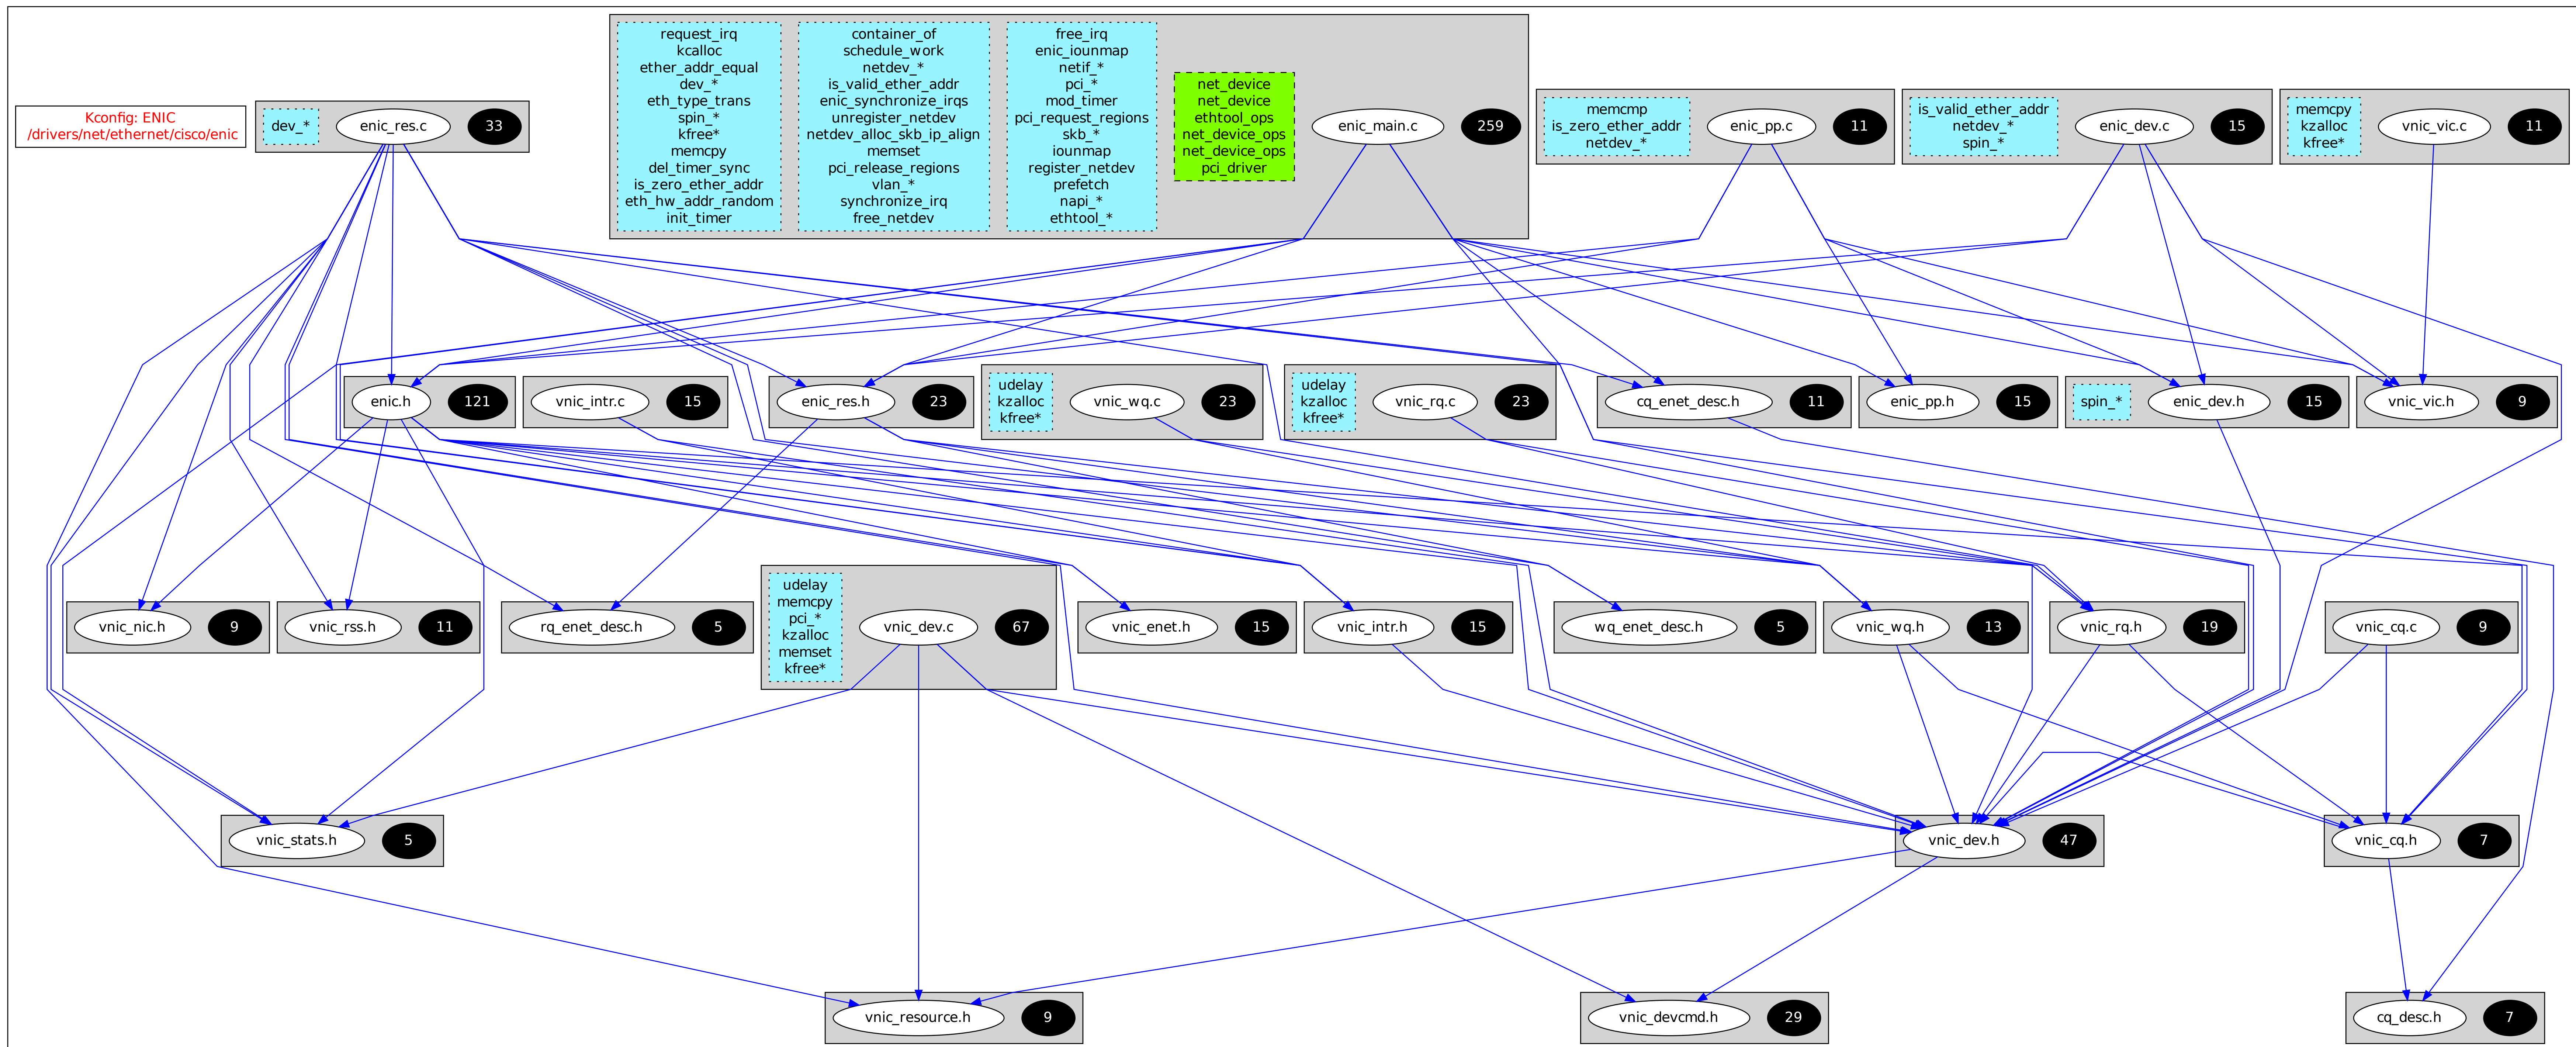 Kconfig: ENIC
/drivers/net/ethernet/cisco/enic
dev_*
enic_res.c
33
request_irq
kcalloc
ether_addr_equal
dev_*
eth_type_trans
spin_*
kfree*
memcpy
del_timer_sync
is_zero_ether_addr
eth_hw_addr_random
init_timer
container_of
schedule_work
netdev_*
is_valid_ether_addr
enic_synchronize_irqs
unregister_netdev
netdev_alloc_skb_ip_align
memset
pci_release_regions
vlan_*
synchronize_irq
free_netdev
free_irq
enic_iounmap
netif_*
pci_*
mod_timer
pci_request_regions
skb_*
iounmap
register_netdev
prefetch
napi_*
ethtool_*
net_device
net_device
ethtool_ops
net_device_ops
net_device_ops
pci_driver
enic_main.c
259
memcmp
is_zero_ether_addr
netdev_*
enic_pp.c
11
is_valid_ether_addr
netdev_*
spin_*
enic_dev.c
15
memcpy
kzalloc
kfree*
vnic_vic.c
11
enic.h
121
vnic_intr.c
15
enic_res.h
23
udelay
kzalloc
kfree*
vnic_wq.c
23
udelay
kzalloc
kfree*
vnic_rq.c
23
cq_enet_desc.h
11
enic_pp.h
15
spin_*
enic_dev.h
15
vnic_vic.h
9
vnic_nic.h
9
vnic_rss.h
11
rq_enet_desc.h
5
udelay
memcpy
pci_*
kzalloc
memset
kfree*
vnic_dev.c
67
vnic_enet.h
15
vnic_intr.h
15
wq_enet_desc.h
5
vnic_wq.h
13
vnic_rq.h
19
vnic_cq.c
9
vnic_stats.h
5
vnic_dev.h
47
vnic_cq.h
7
vnic_resource.h
9
vnic_devcmd.h
29
cq_desc.h
7